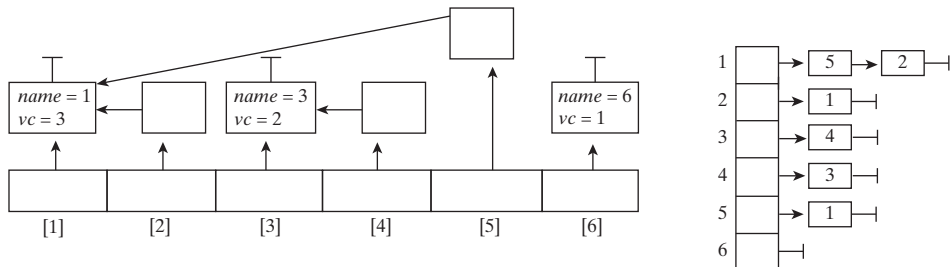 name = 1
vc = 3
name = 3
vc = 2
name = 6
vc = 1
[1] [2] [3] [4] [5] [6]
1 5 2
2 1
3 4
4 3
5 1
6